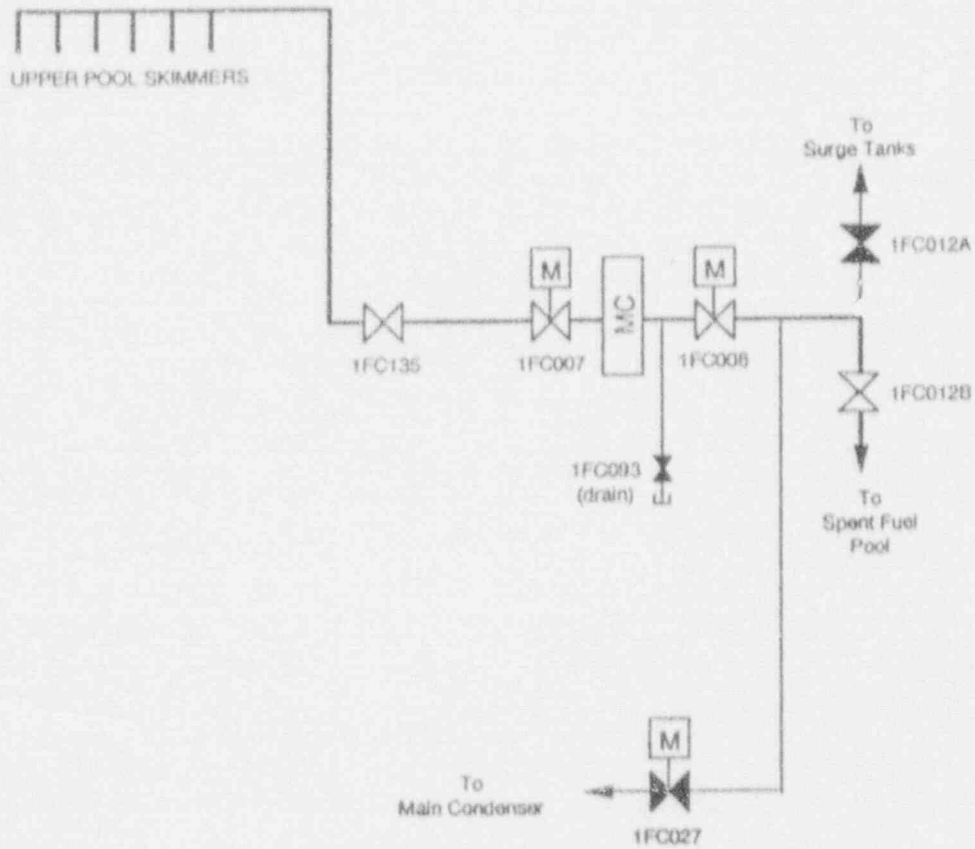 UPPER POOL SKIMMERS
To
Surge Tanks
1FC012A
M
M
MC
1FC135
1FC007
1FC008
1FC012B
1FC093
(drain)
To
Spent Fuel
Pool
M
To
Main Condenser
1FC027